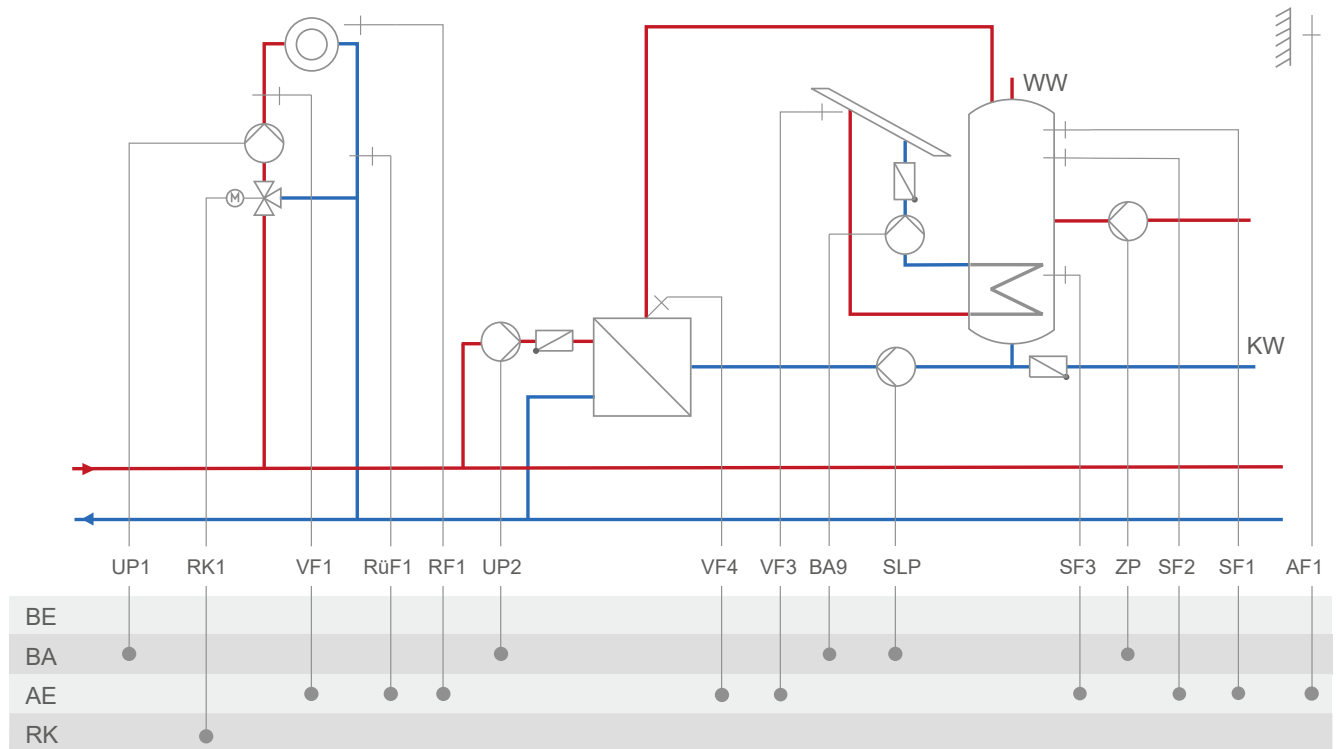 WW
M
KW
UP1 RK1 VF1 RüF1 RF1 UP2 VF4 VF3 BA9 SLP SF3 ZP SF2 SF1 AF1
BE
BA
AE
RK